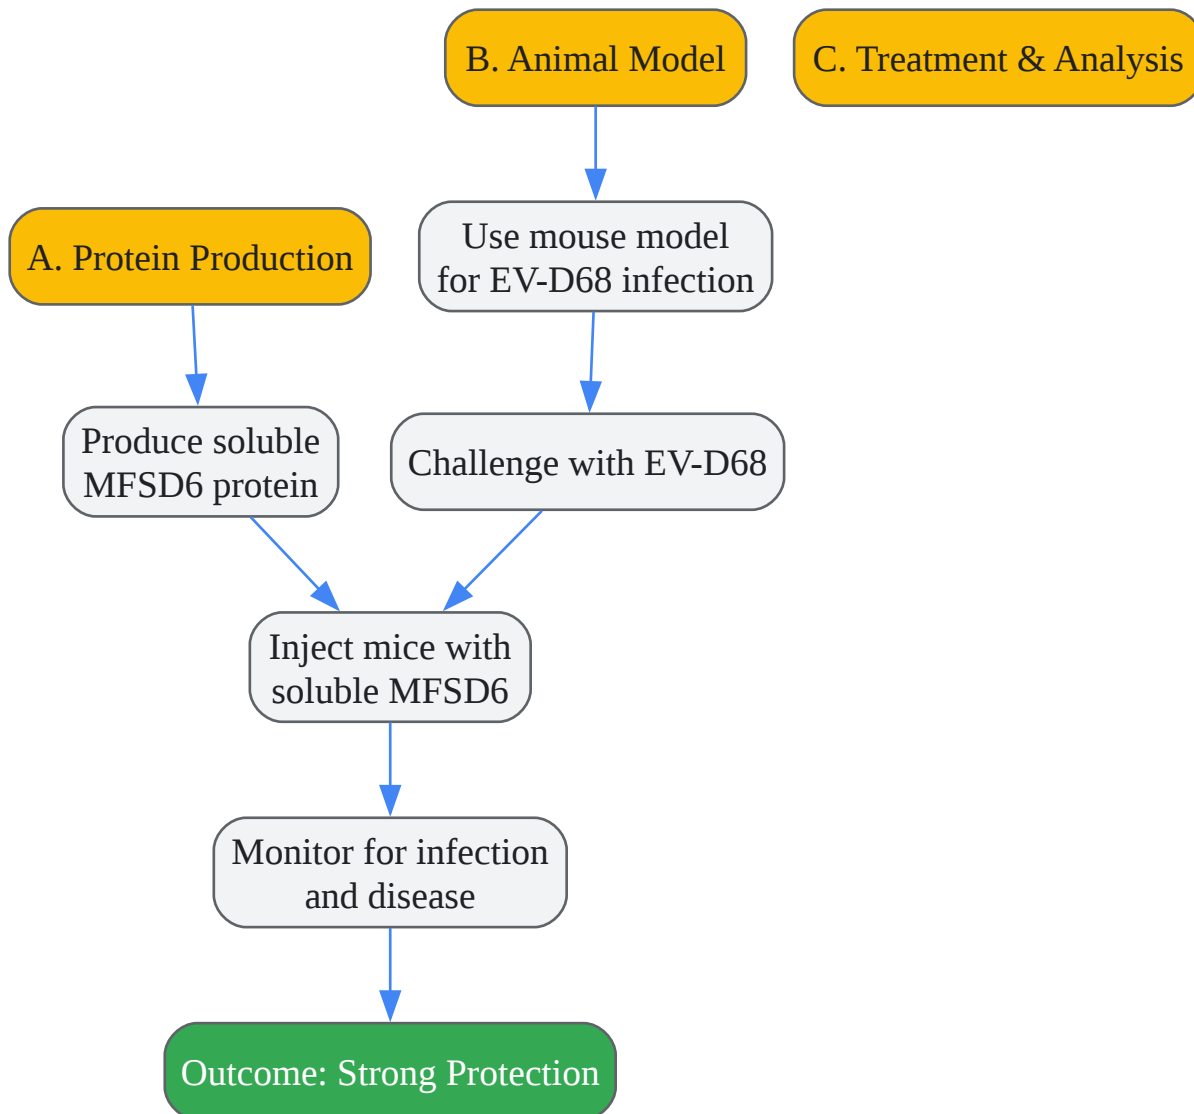 B. Animal Model
C. Treatment & Analysis
A. Protein Production
Use mouse model
for EV-D68 infection
Produce soluble
MFSD6 protein
Challenge with EV-D68
Inject mice with
soluble MFSD6
Monitor for infection
and disease
Outcome: Strong Protection